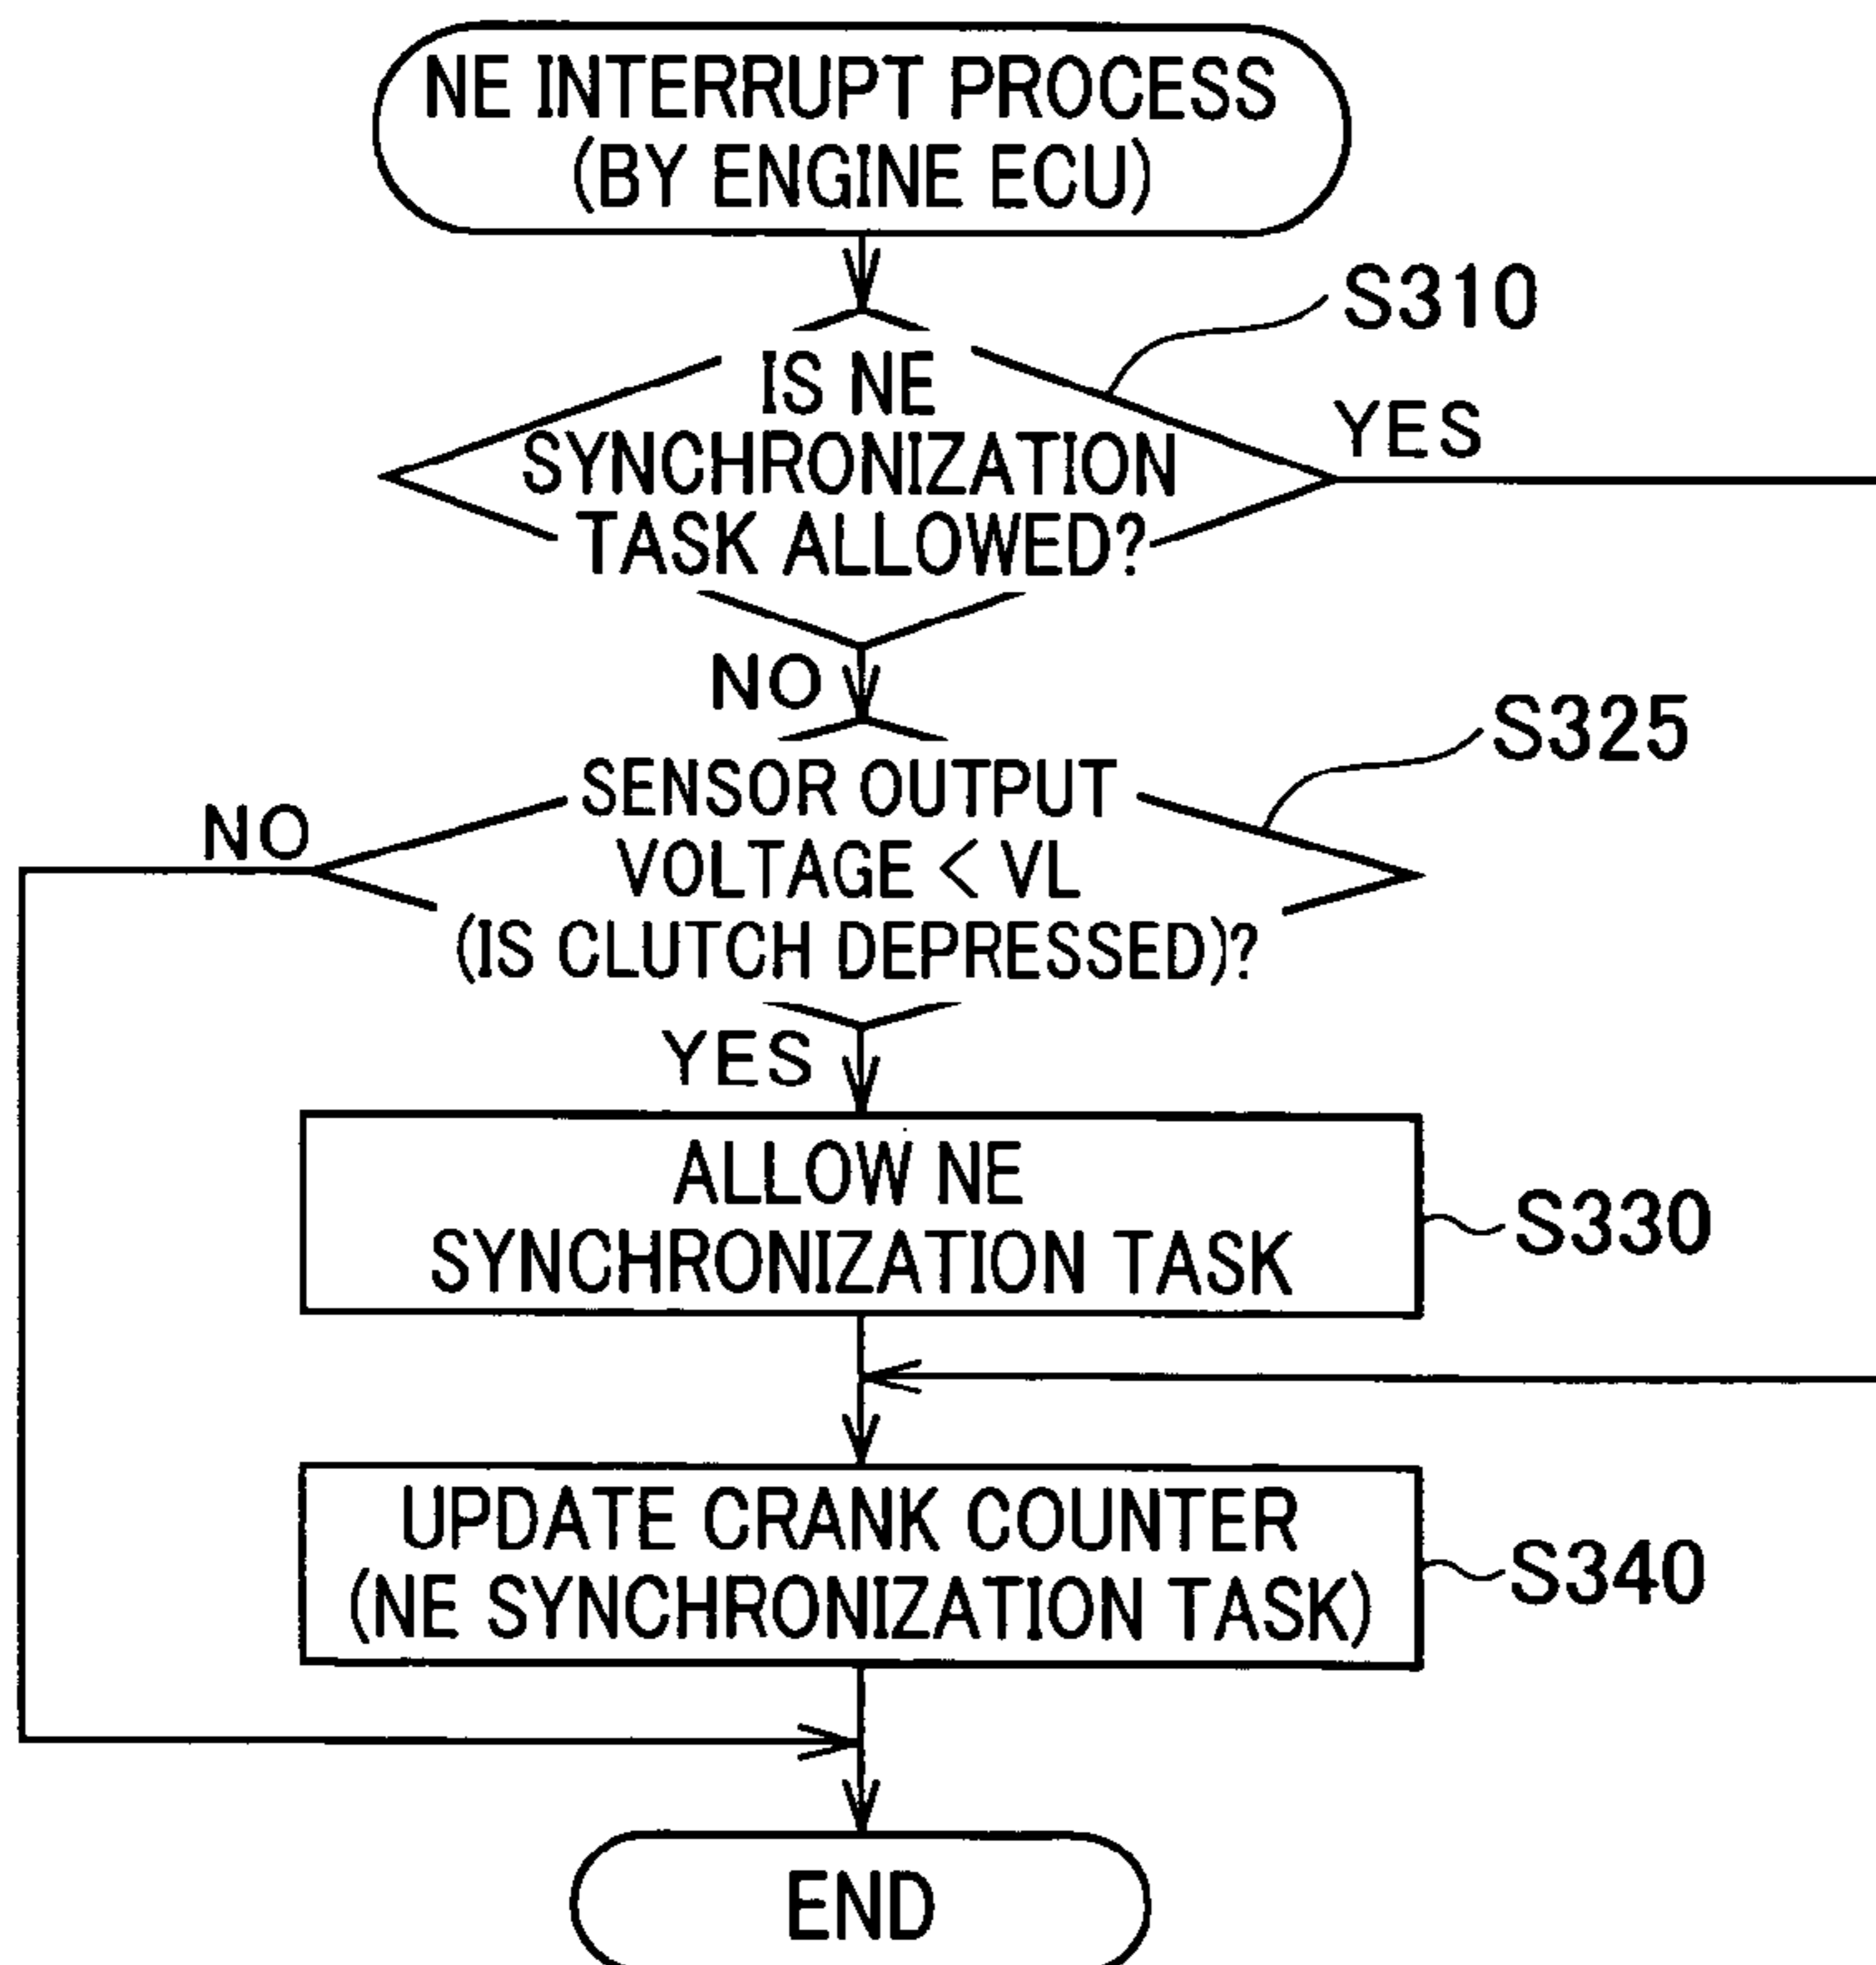 NE INTERRUPT PROCESS
(BY ENGINE ECU)
S310
IS NE
SYNCHRONIZATION
TASK ALLOWED?
YES
NO
S325
SENSOR OUTPUT
VOLTAGE < VL
(IS CLUTCH DEPRESSED)?
NO
YES
ALLOW NE
SYNCHRONIZATION TASK
S330
UPDATE CRANK COUNTER
(NE SYNCHRONIZATION TASK)
S340
END